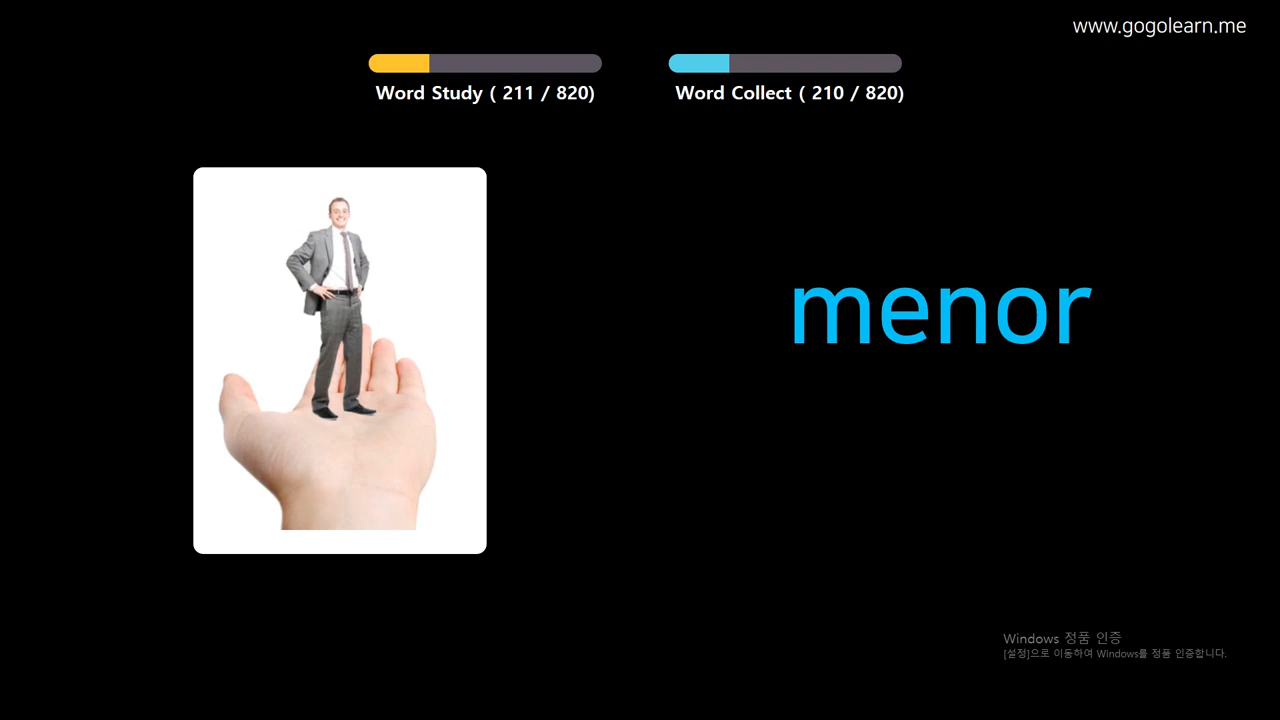 www.gogolearn.me
Word Study ( 211 / 820)
Word Collect ( 210 / 820)
menor
Windows 정품 인증
[설정]으로 이동하여 Windows를 정품 인증합니다.